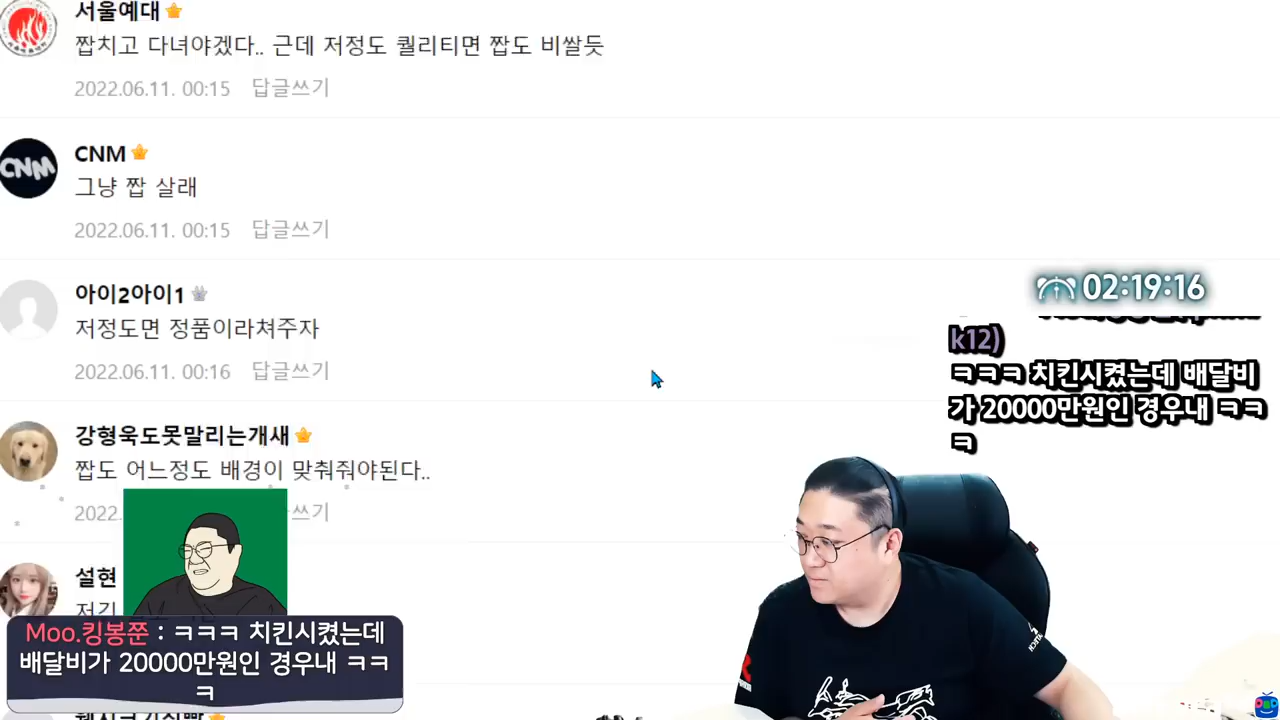 서울예대
짭치고 다녀야겠다.. 근데 저정도 퀄리티면 짭도 비쌀듯
2022.06.11. 00:15 답글쓰기
CNM
CNM
그냥 짭 살래
2022.06.11. 00:15 답글쓰기
아이2아이1
저정도면 정품이라쳐주자
2022.06.11. 00:16 답글쓰기
강형욱도못말리는개새
짭도 어느정도 배경이 맞춰줘야된다..
2022. 답글쓰기
설현
저긴
Moo.킹봉쭌 : ㅋㅋㅋ 치킨시켰는데
배달비가 20000만원인 경우내 ㅋㅋ
ㅋ
02:19:16
k12)
ㅋㅋㅋ 치킨시켰는데 배달비
가 20000만원인 경우내 ㅋㅋ
ㅋ